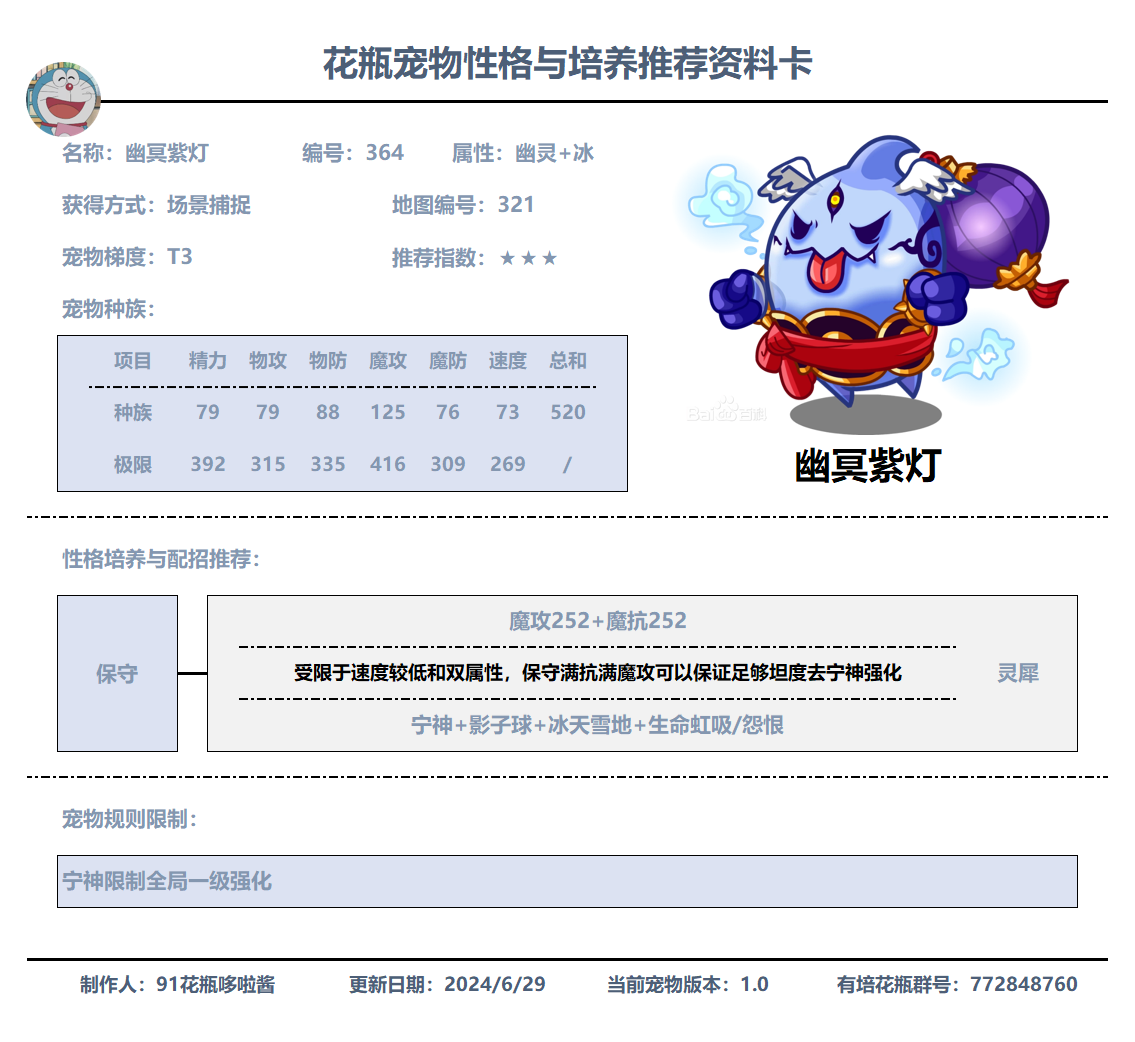 花瓶宠物性格与培养推荐资料卡
名称：幽冥紫灯 编号：364 属性：幽灵+冰
获得方式：场景捕捉 地图编号：321
宠物梯度：T3 推荐指数：★★★
宠物种族：
项目 精力 物攻 物防 魔攻 魔防 速度 总和
种族 79 79 88 125 76 73 520
极限 392 315 335 416 309 269 /
Bai百科
幽冥紫灯
性格培养与配招推荐：
保守
魔攻252+魔抗252
受限于速度较低和双属性，保守满抗满魔攻可以保证足够坦度去宁神强化
宁神+影子球+冰天雪地+生命虹吸/怨恨
灵犀
宠物规则限制：
宁神限制全局一级强化
制作人：91花瓶哆啦酱 更新日期：2024/6/29 当前宠物版本：1.0 有培花瓶群号：772848760